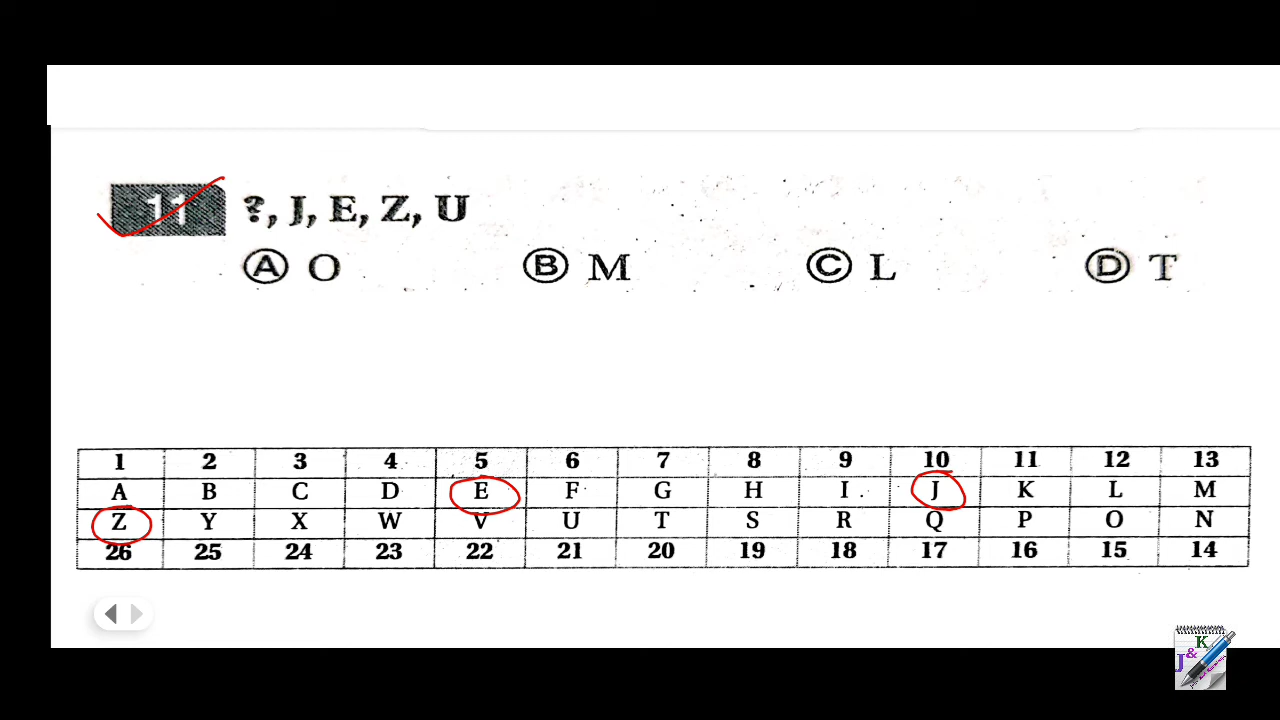 11 ?, J, E, Z, U
Ⓐ O Ⓑ M Ⓒ L Ⓓ T
1 2 3 4 5 6 7 8 9 10 11 12 13
A B C D E F G H I J K L M
Z Y X W V U T S R Q P O N
26 25 24 23 22 21 20 19 18 17 16 15 14
J & K